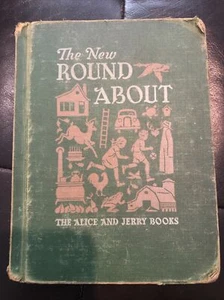 The New
ROUND
ABOUT
THE ALICE AND JERRY BOOKS